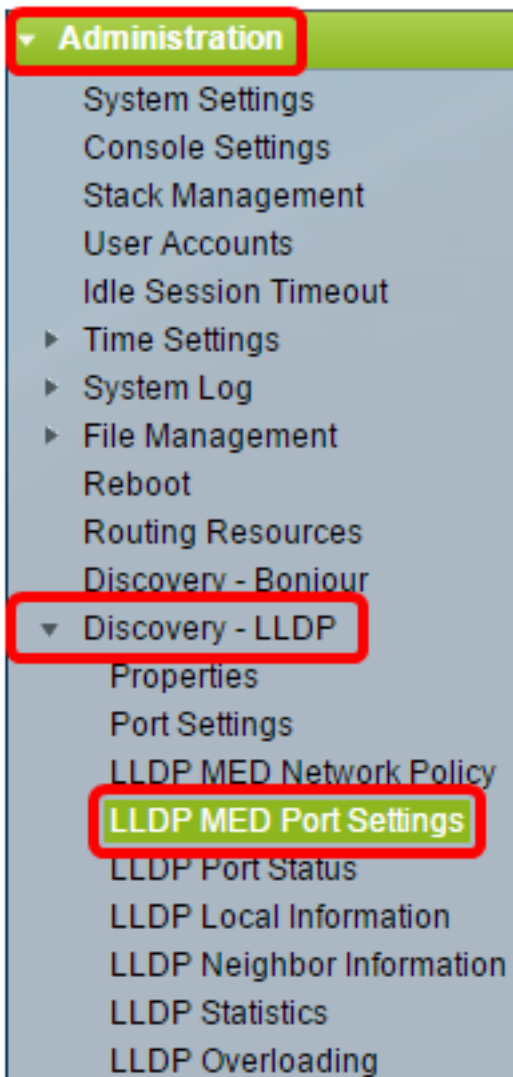 Administration
System Settings
Console Settings
Stack Management
User Accounts
Idle Session Timeout
Time Settings
System Log
File Management
Reboot
Routing Resources
Discovery - Bonjour
Discovery - LLDP
Properties
Port Settings
LLDP MED Network Policy
LLDP MED Port Settings
LLDP Port Status
LLDP Local Information
LLDP Neighbor Information
LLDP Statistics
LLDP Overloading